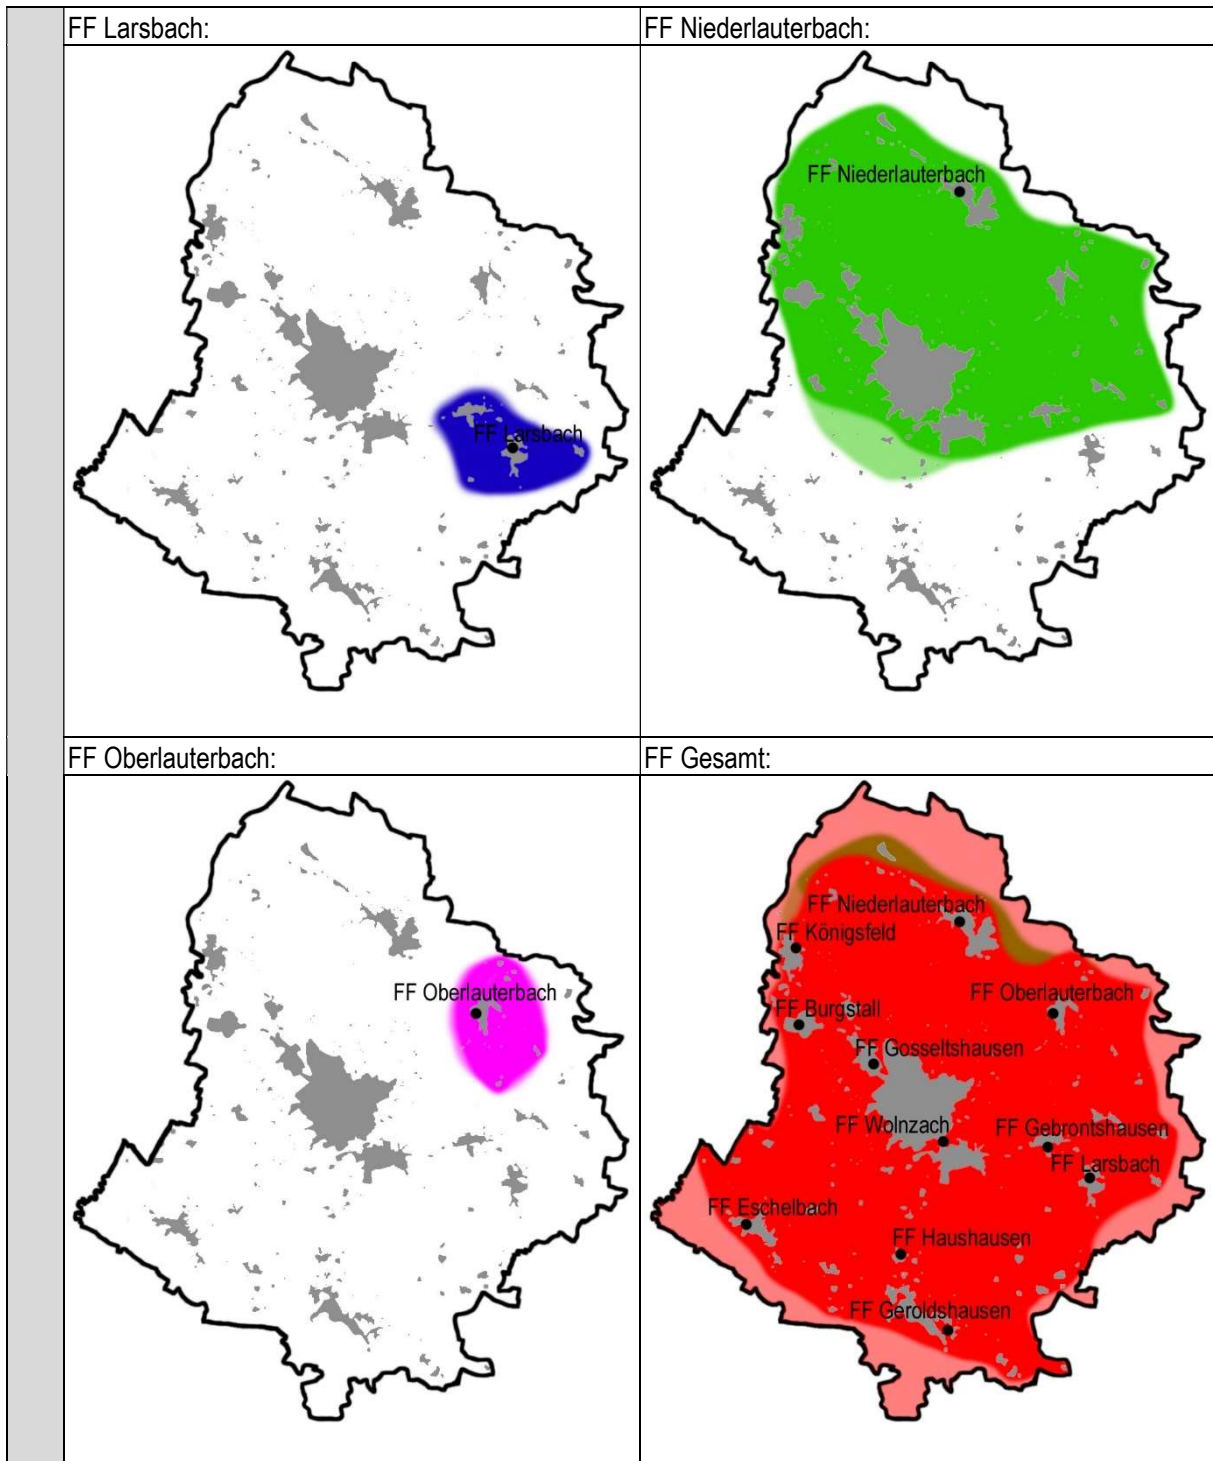 FF Larsbach:
FF Niederlauterbach:
FF Larsbach
FF Niederlauterbach
FF Oberlauterbach:
FF Gesamt:
FF Oberlauterbach
FF Niederlauterbach
FF Königsfeld
FF Oberlauterbach
FF Burgstall
FF Gosseltshausen
FF Wolnzach
FF Gebrontshausen
FF Larsbach
FF Eschelbach
FF Haushausen
FF Geroldshausen